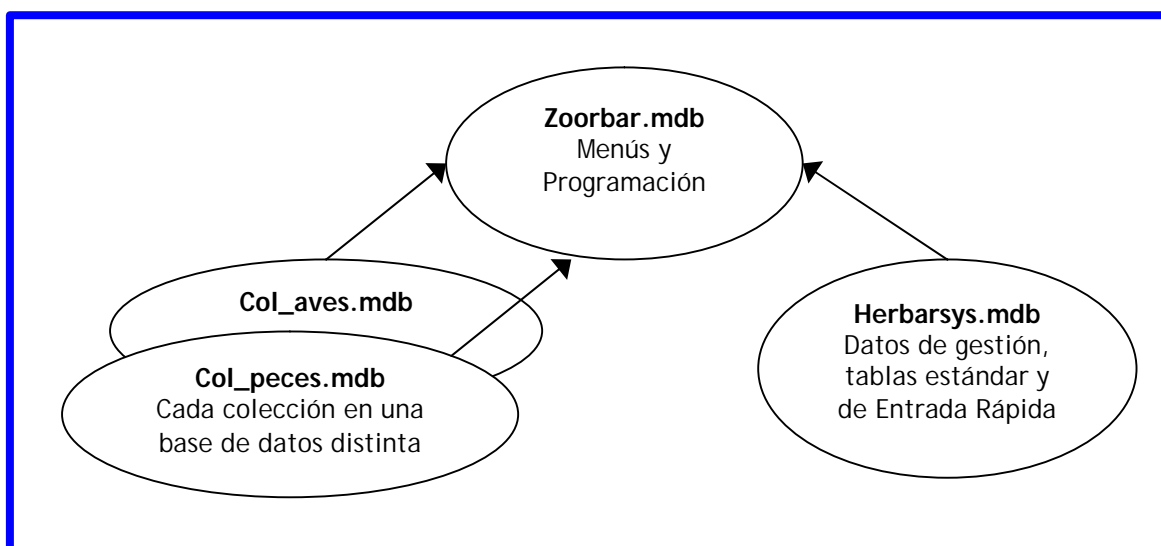 Zoorbar.mdb
Menús y
Programación
Col_aves.mdb
Col_peces.mdb
Cada colección en una
base de datos distinta
Herbarsys.mdb
Datos de gestión,
tablas estándar y
de Entrada Rápida